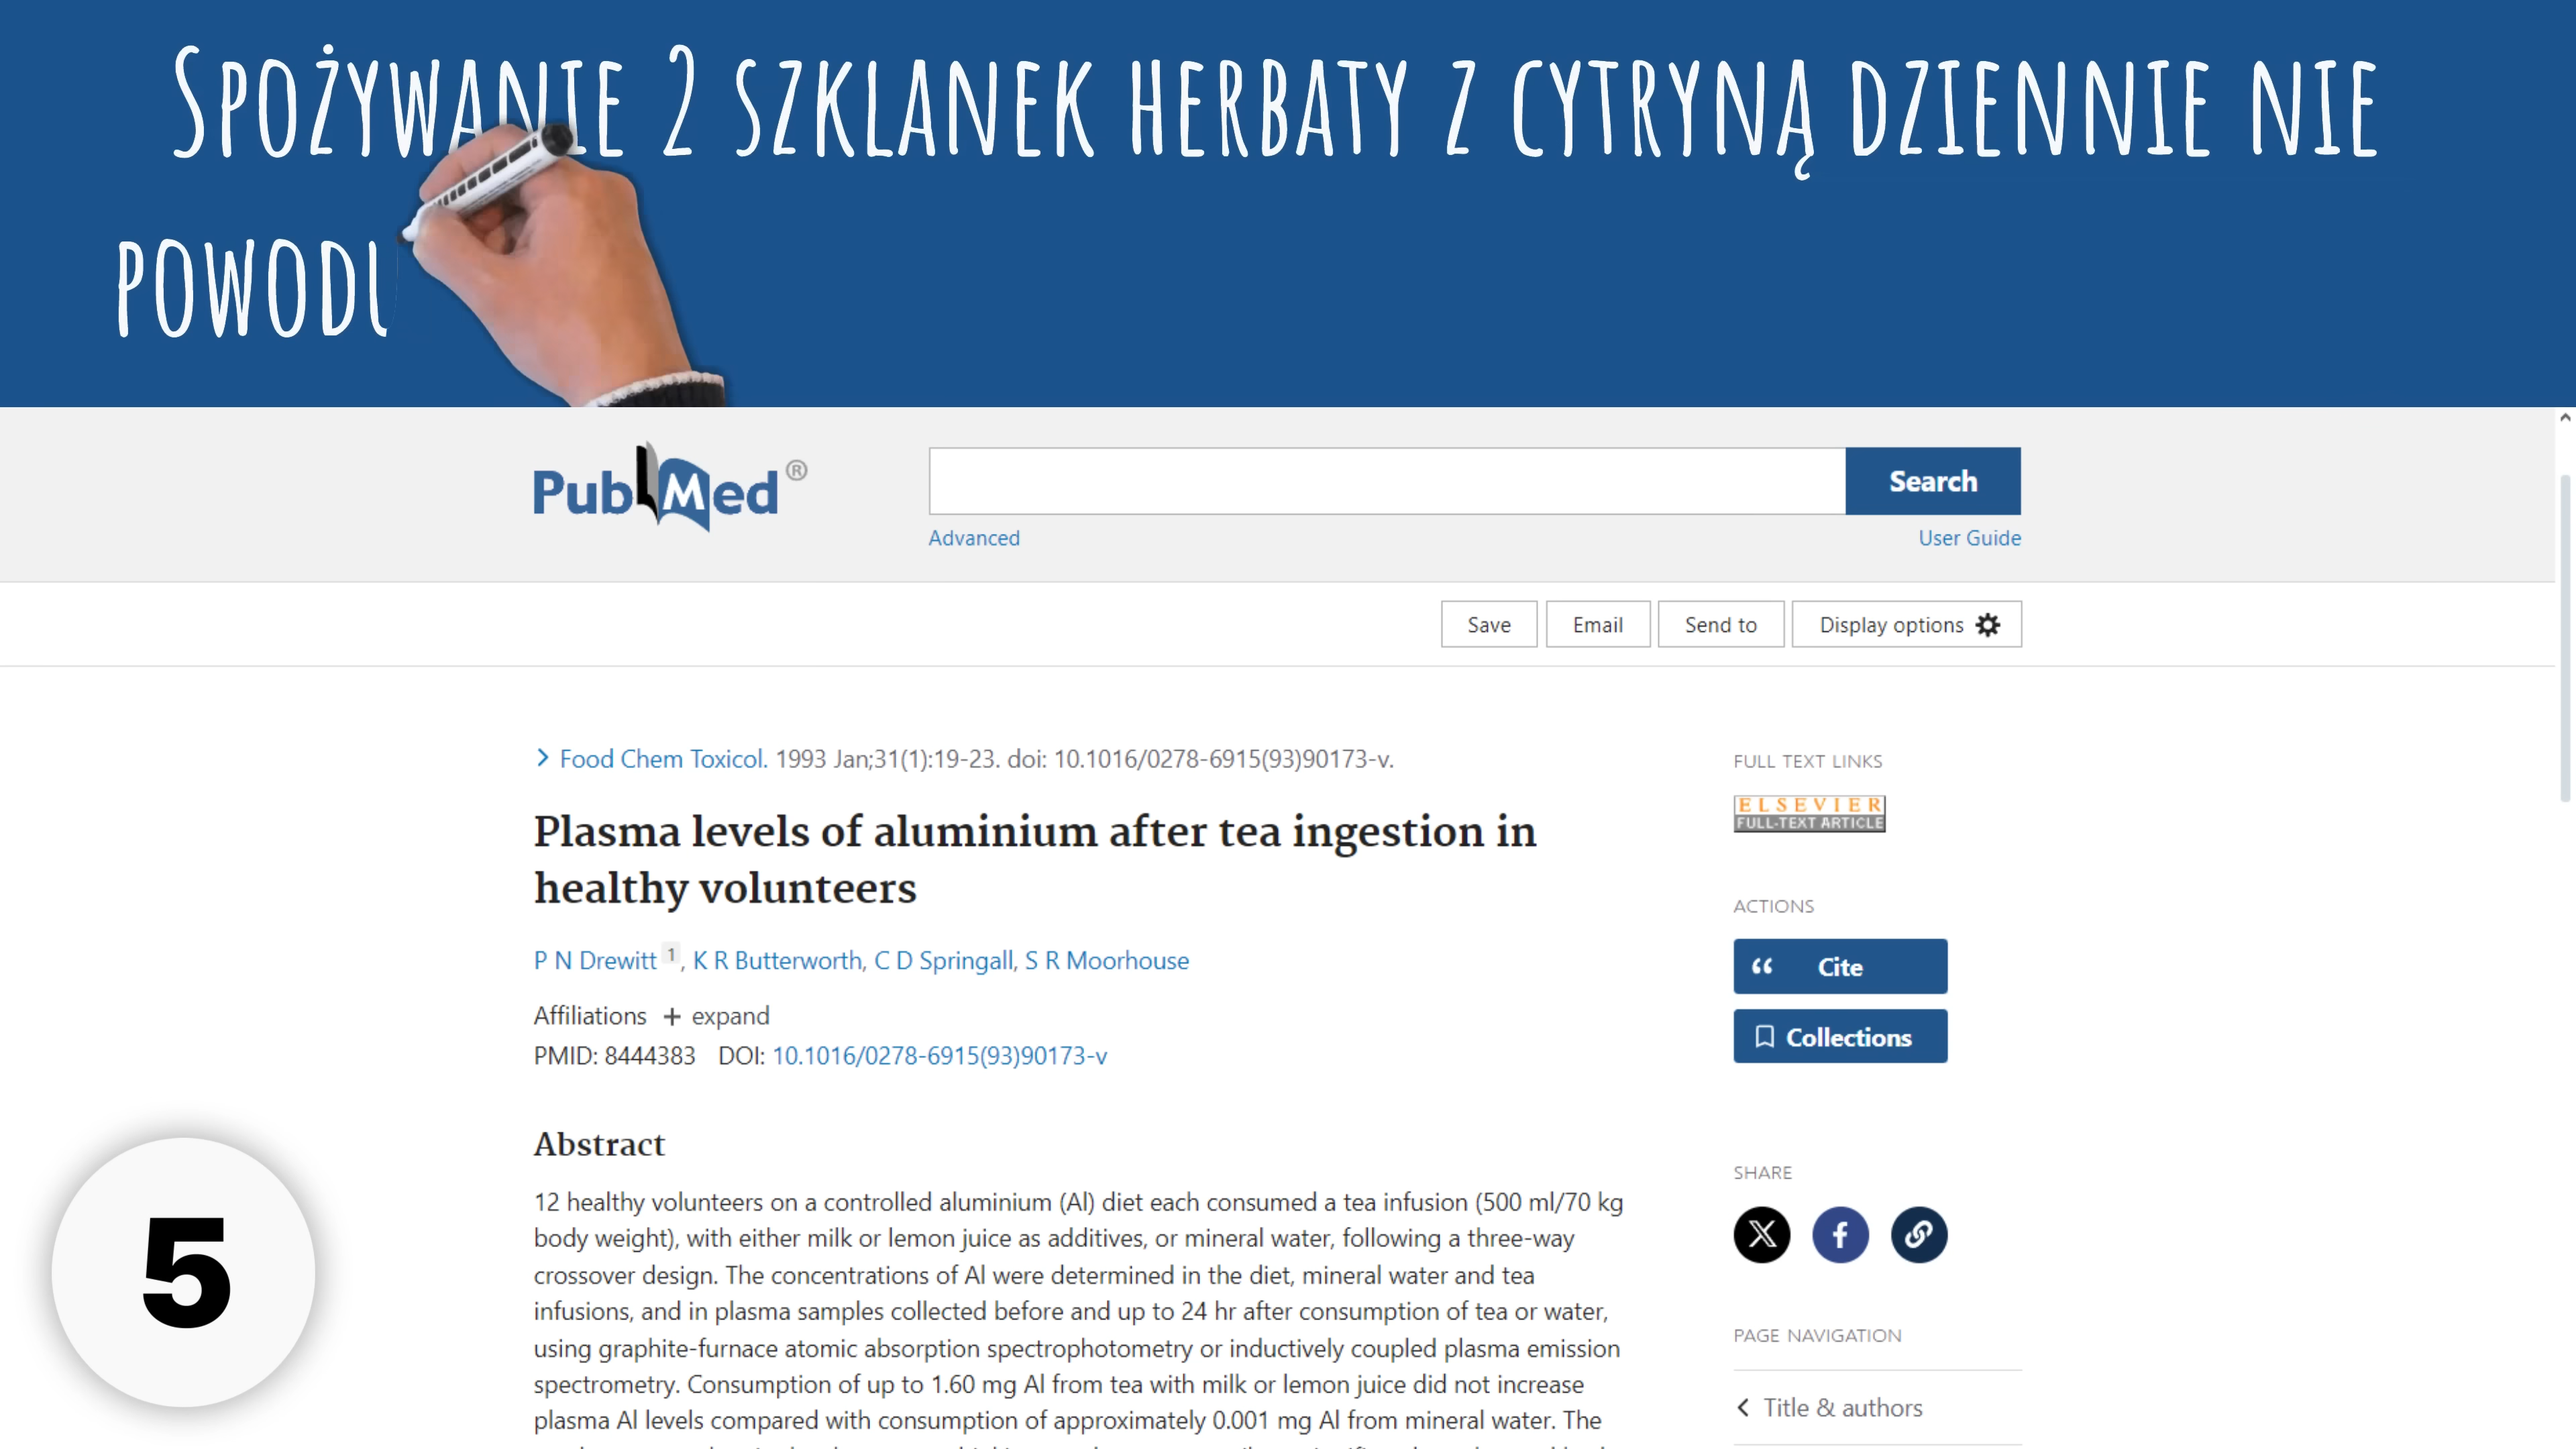 Spożywanie 2 szklanek herbaty z cytryną dziennie nie
PubMed®
Search
Advanced
User Guide
Save
Email
Send to
Display options
Food Chem Toxicol. 1993 Jan;31(1):19-23. doi: 10.1016/0278-6915(93)90173-v.
Plasma levels of aluminium after tea ingestion in
healthy volunteers
P N Drewitt 1, K R Butterworth, C D Springall, S R Moorhouse
Affiliations + expand
PMID: 8444383 DOI: 10.1016/0278-6915(93)90173-v
Abstract
12 healthy volunteers on a controlled aluminium (Al) diet each consumed a tea infusion (500 ml/70 kg
body weight), with either milk or lemon juice as additives, or mineral water, following a three-way
crossover design. The concentrations of Al were determined in the diet, mineral water and tea
infusions, and in plasma samples collected before and up to 24 hr after consumption of tea or water,
using graphite-furnace atomic absorption spectrophotometry or inductively coupled plasma emission
spectrometry. Consumption of up to 1.60 mg Al from tea with milk or lemon juice did not increase
plasma Al levels compared with consumption of approximately 0.001 mg Al from mineral water. The
FULL TEXT LINKS
ELSEVIER
FULL-TEXT ARTICLE
ACTIONS
Cite
Collections
SHARE
PAGE NAVIGATION
Title & authors
5